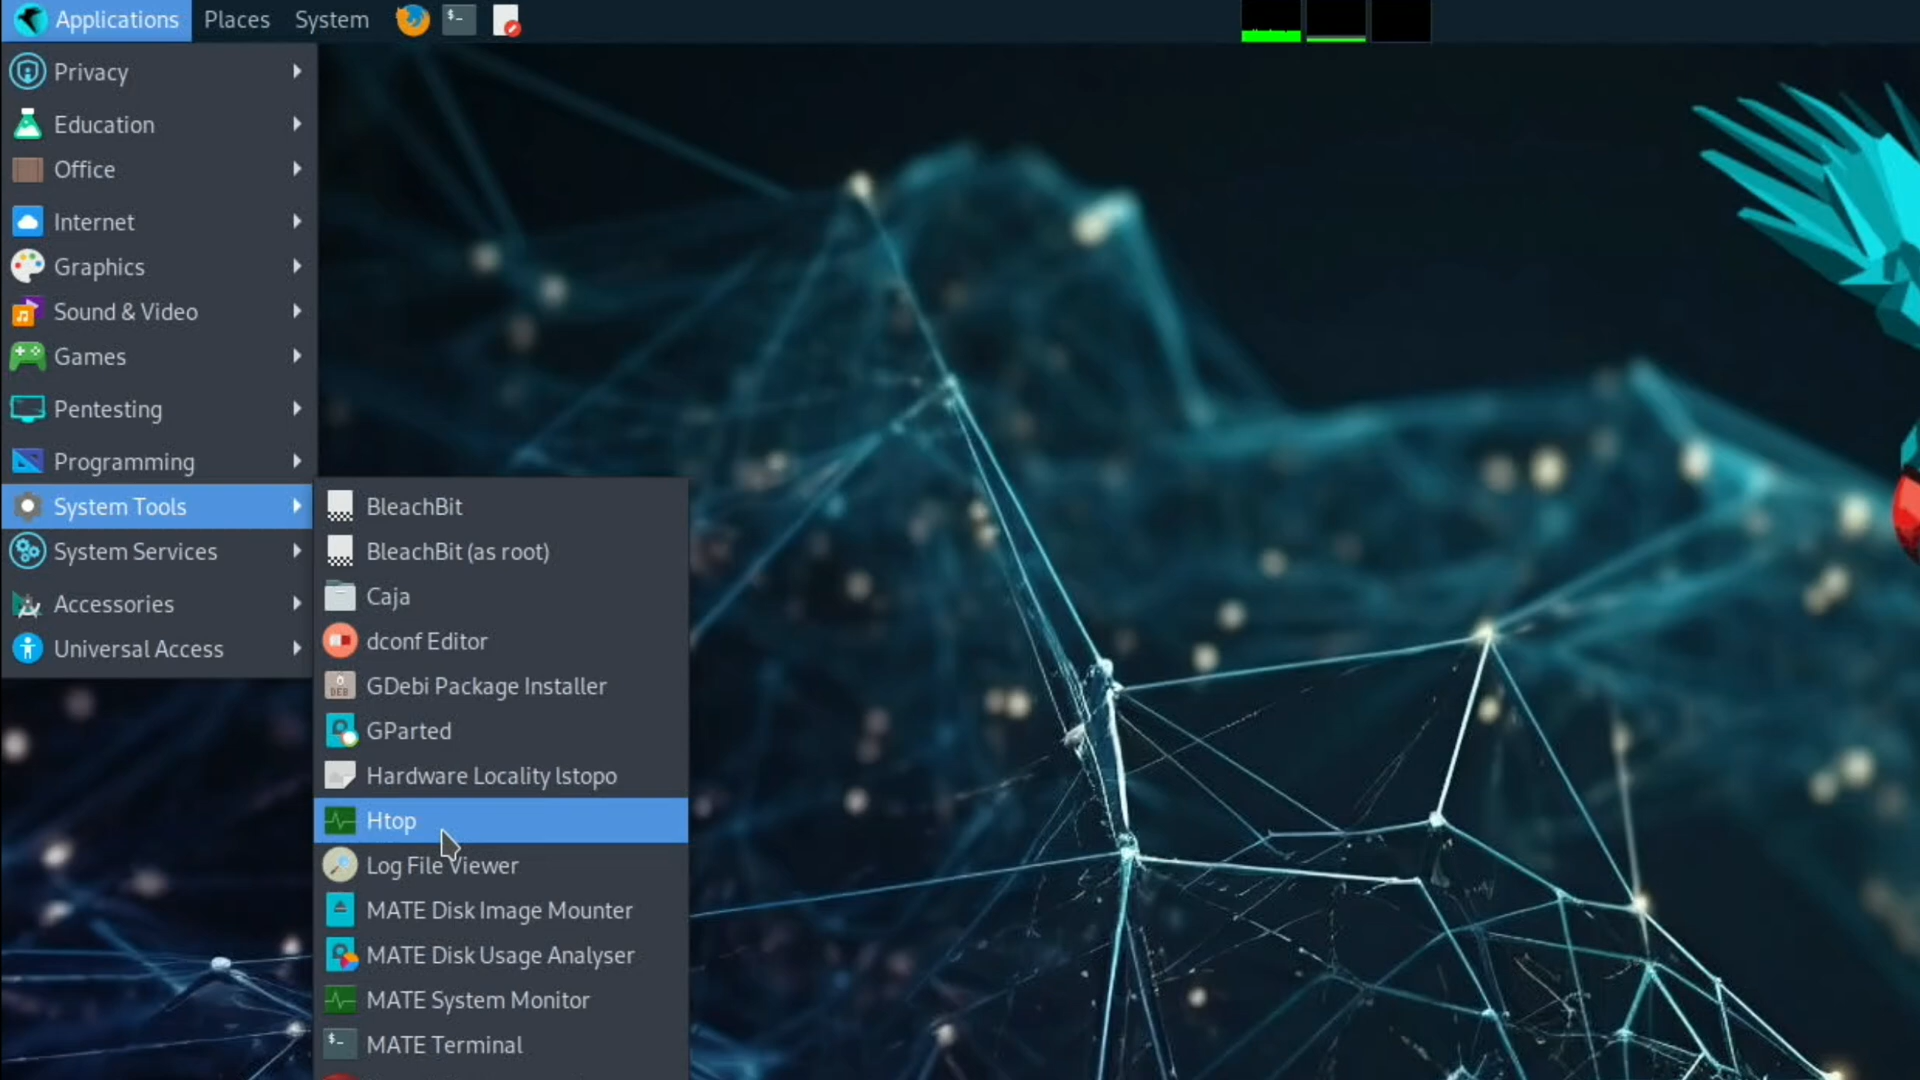 Applications Places System
Privacy
Education
Office
Internet
Graphics
Sound & Video
Games
Pentesting
Programming
System Tools
System Services
Accessories
Universal Access
BleachBit
BleachBit (as root)
Caja
dconf Editor
GDebi Package Installer
GParted
Hardware Locality lstopo
Htop
Log File Viewer
MATE Disk Image Mounter
MATE Disk Usage Analyser
MATE System Monitor
MATE Terminal